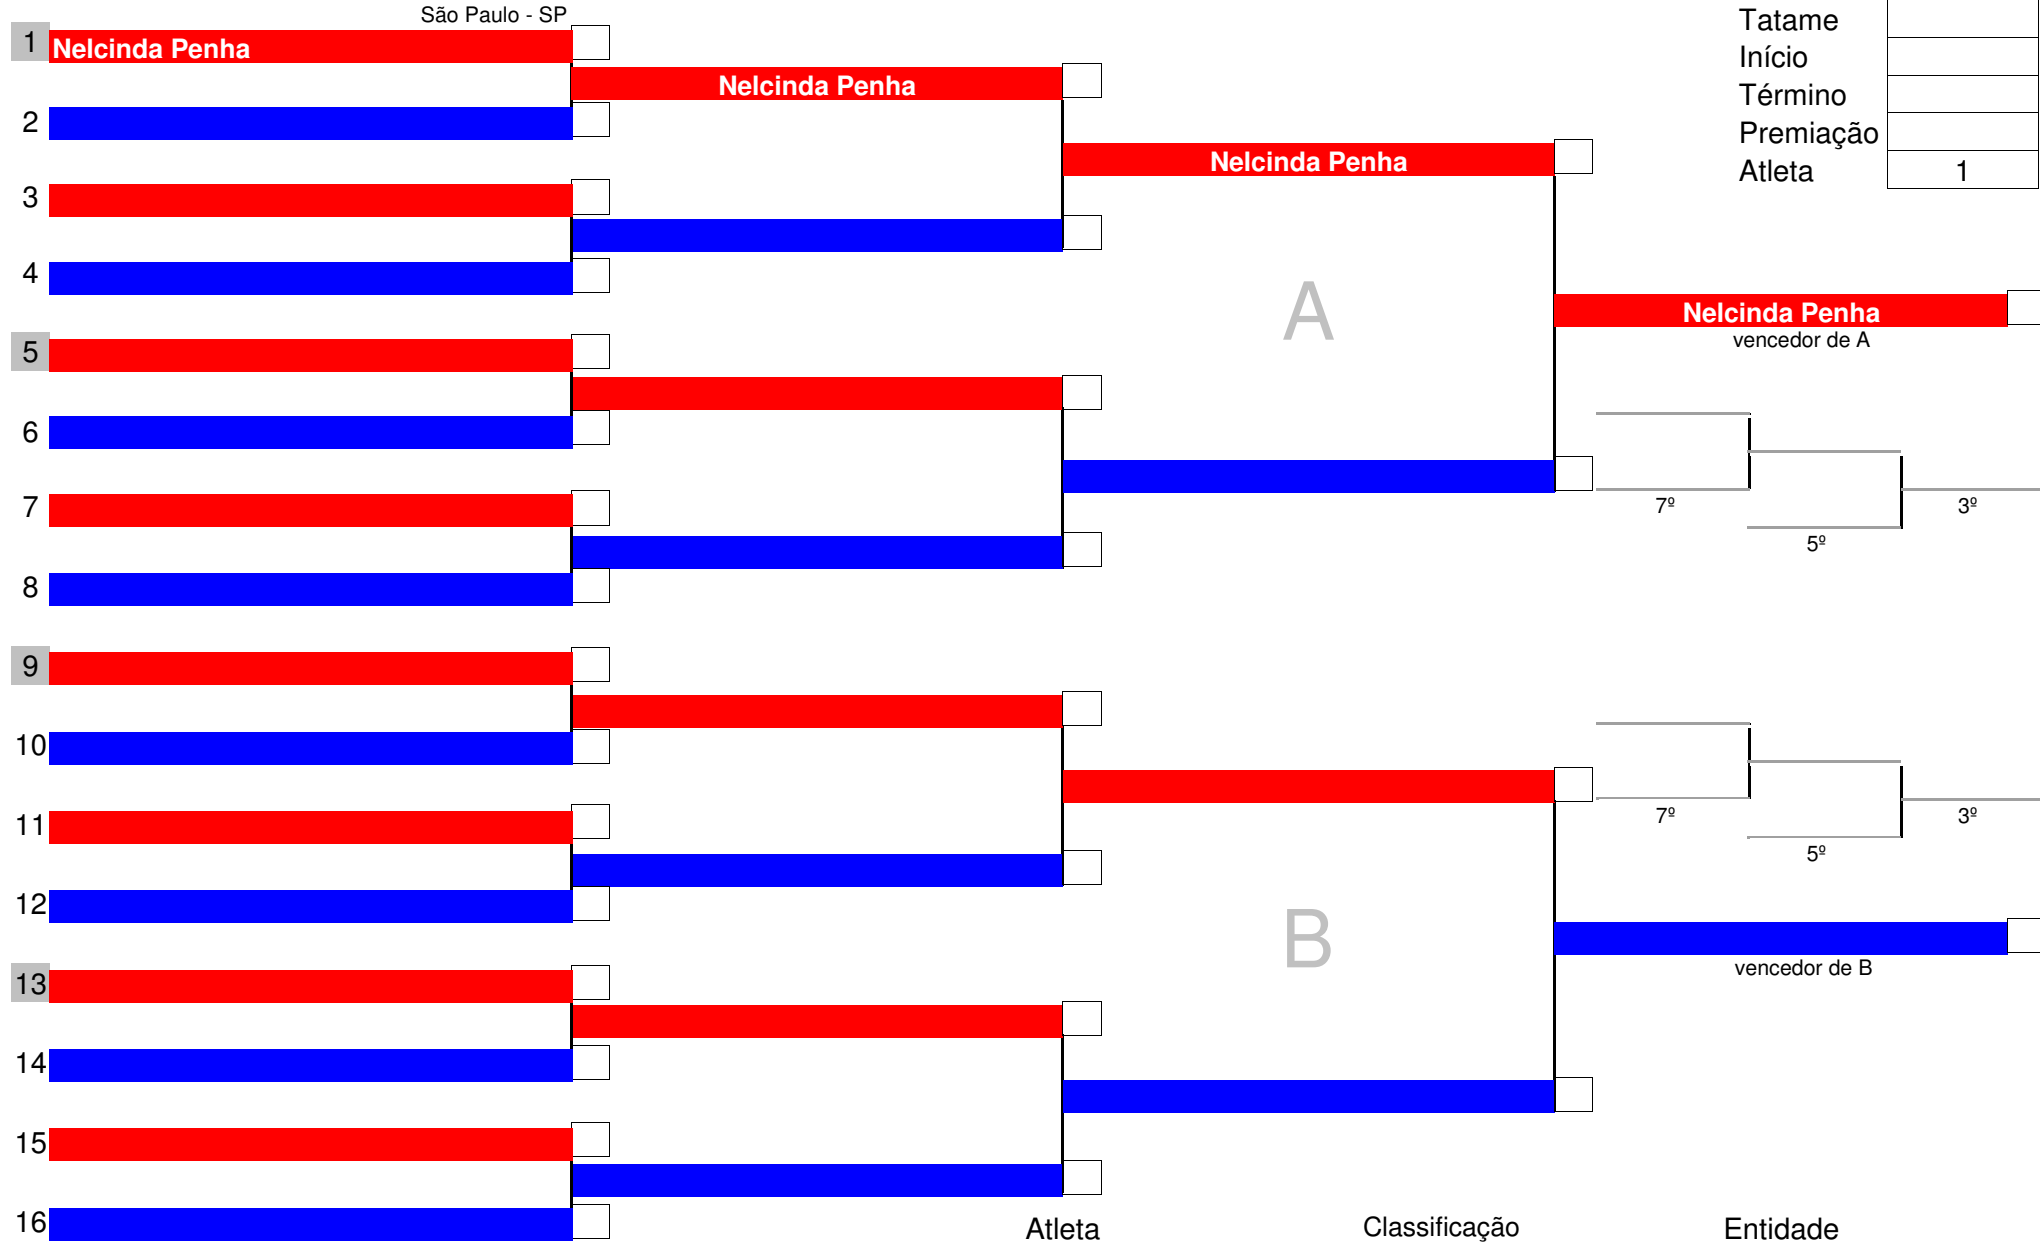 São Paulo - SP
1 Nelcinda Penha
2
3
4
5
6
7
8
9
10
11
12
13
14
15
16
Nelcinda Penha
Nelcinda Penha
A
B
Tatame
Início
Término
Premiação
Atleta 1
Nelcinda Penha
vencedor de A
7º
5º
3º
7º
5º
3º
vencedor de B
Atleta Classificação Entidade